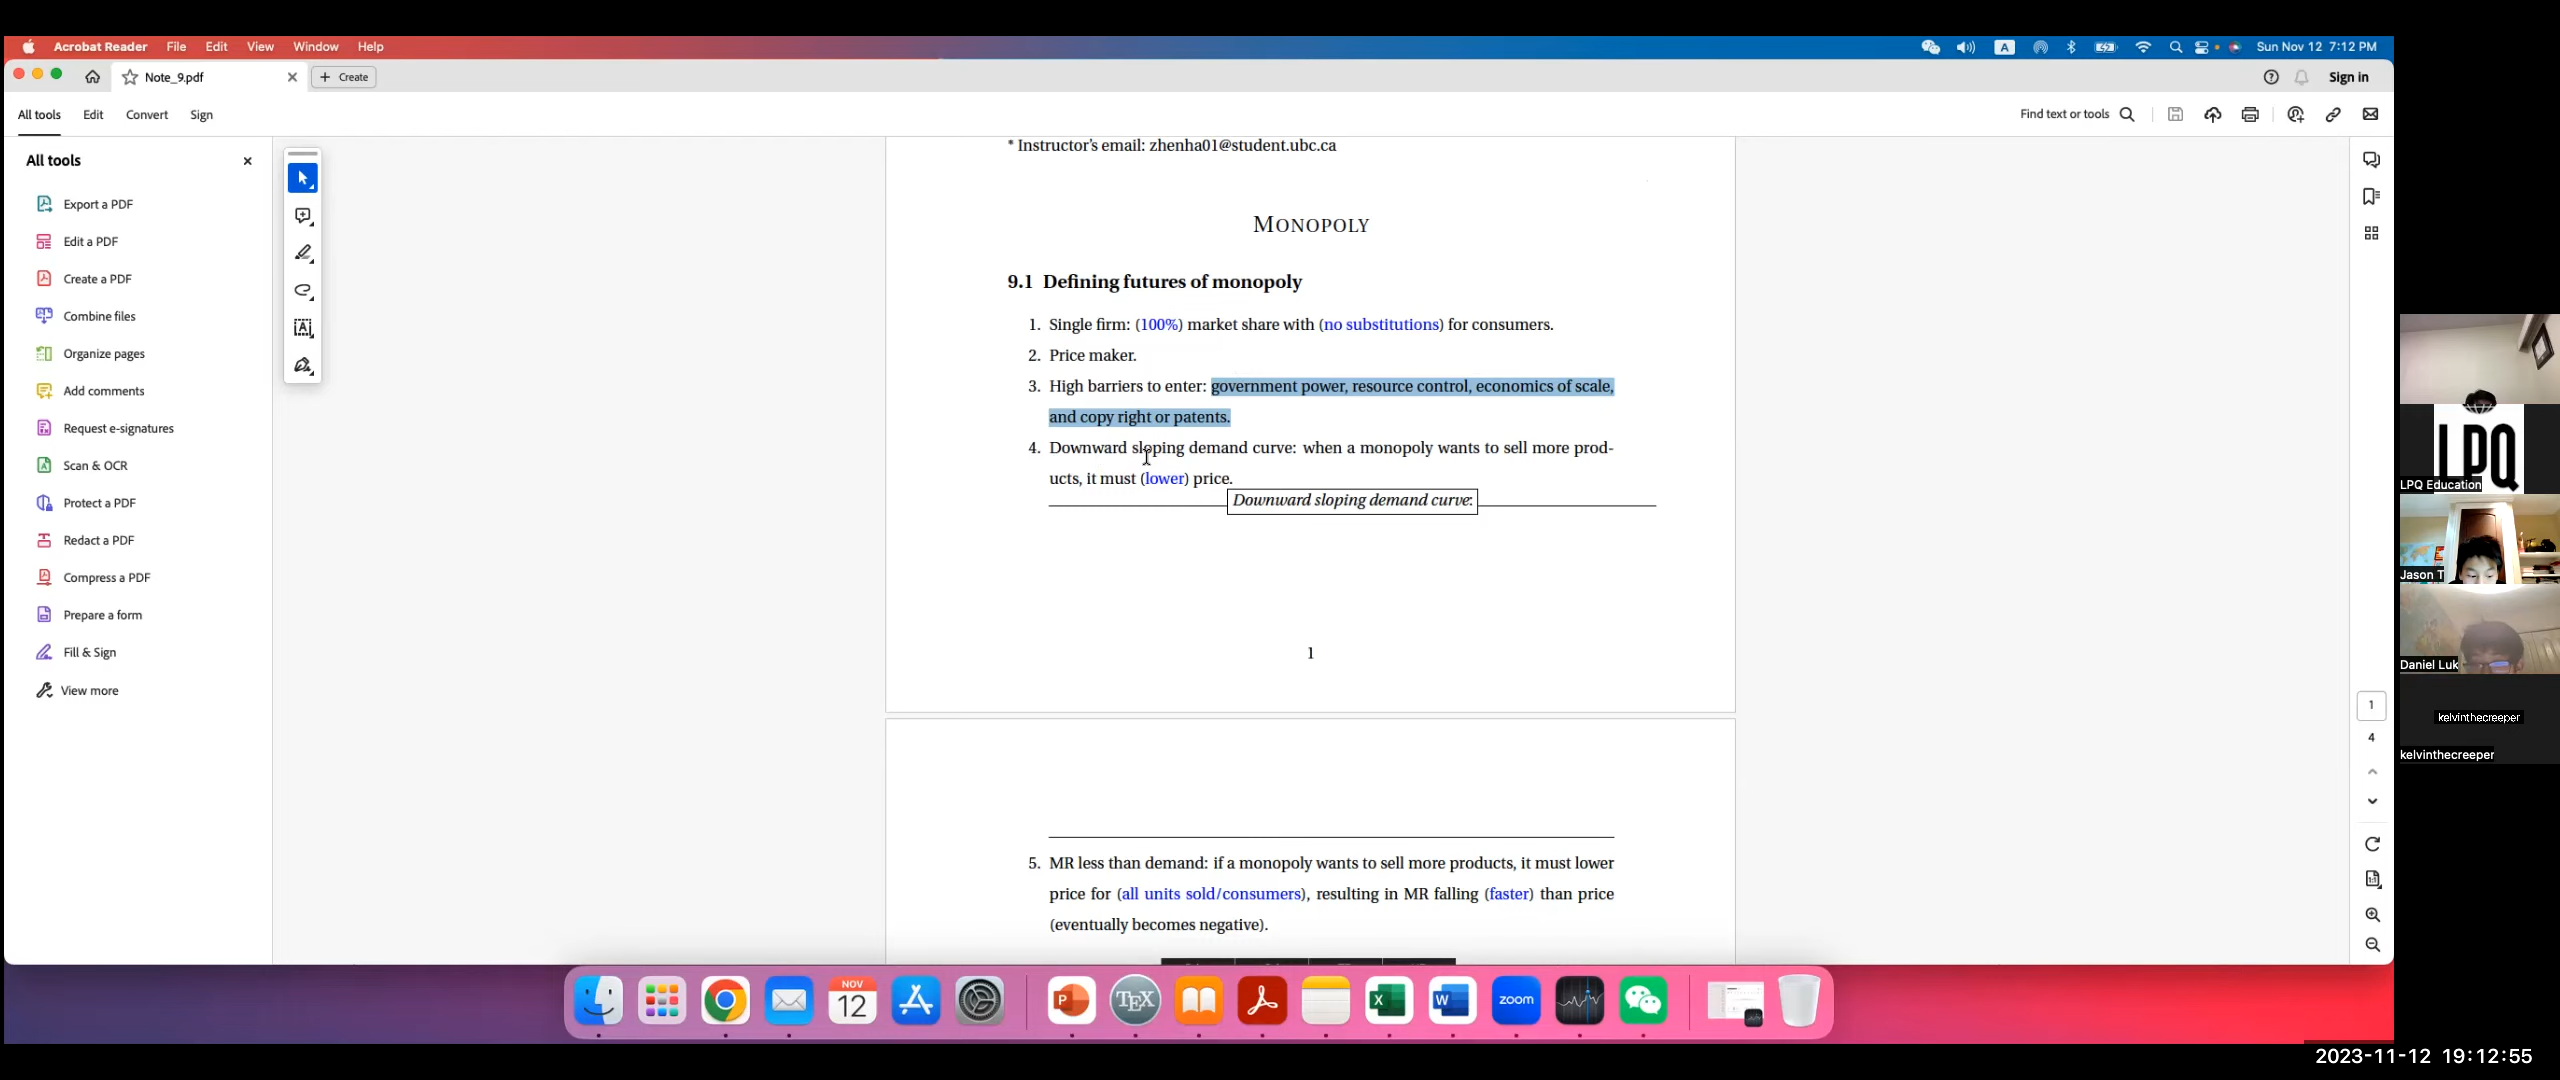 Acrobat Reader File Edit View Window Help
A
Sun Nov 12 7:12 PM
Note_9.pdf
Create
Sign in
All tools Edit Convert Sign
Find text or tools
All tools
Export a PDF
Edit a PDF
Create a PDF
Combine files
Organize pages
Add comments
Request e-signatures
Scan & OCR
Protect a PDF
Redact a PDF
Compress a PDF
Prepare a form
Fill & Sign
View more
* Instructor's email: zhenha01@student.ubc.ca
MONOPOLY
9.1 Defining futures of monopoly
1. Single firm: (100%) market share with (no substitutions) for consumers.
2. Price maker.
3. High barriers to enter: government power, resource control, economics of scale,
and copy right or patents.
4. Downward sloping demand curve: when a monopoly wants to sell more prod-
ucts, it must (lower) price.
Downward sloping demand curve:
1
5. MR less than demand: if a monopoly wants to sell more products, it must lower
price for (all units sold/consumers), resulting in MR falling (faster) than price
(eventually becomes negative).
1
4
NOV
12
P
TEX
X
W
zoom
LPQ
LPQ Education
Jason T
Daniel Luk
kelvinthecreeper
kelvinthecreeper
2023-11-12 19:12:55